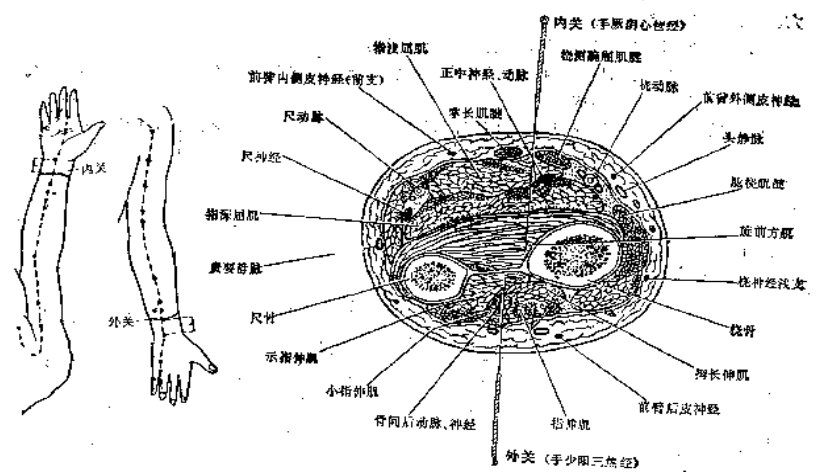 内关
外关
内关（手厥阴心包经）
指浅屈肌
正中神经、动脉
桡侧腕屈肌腱
前臂内侧皮神经(前支)
桡动脉
掌长肌腱
前臂外侧皮神经
尺动脉
头静脉
尺神经
肱桡肌腱
指深屈肌
旋前方肌
贵要静脉
桡神经浅支
尺骨
桡骨
示指伸肌
拇长伸肌
小指伸肌
前臂后皮神经
骨间后动脉、神经
指伸肌
外关（手少阳三焦经）